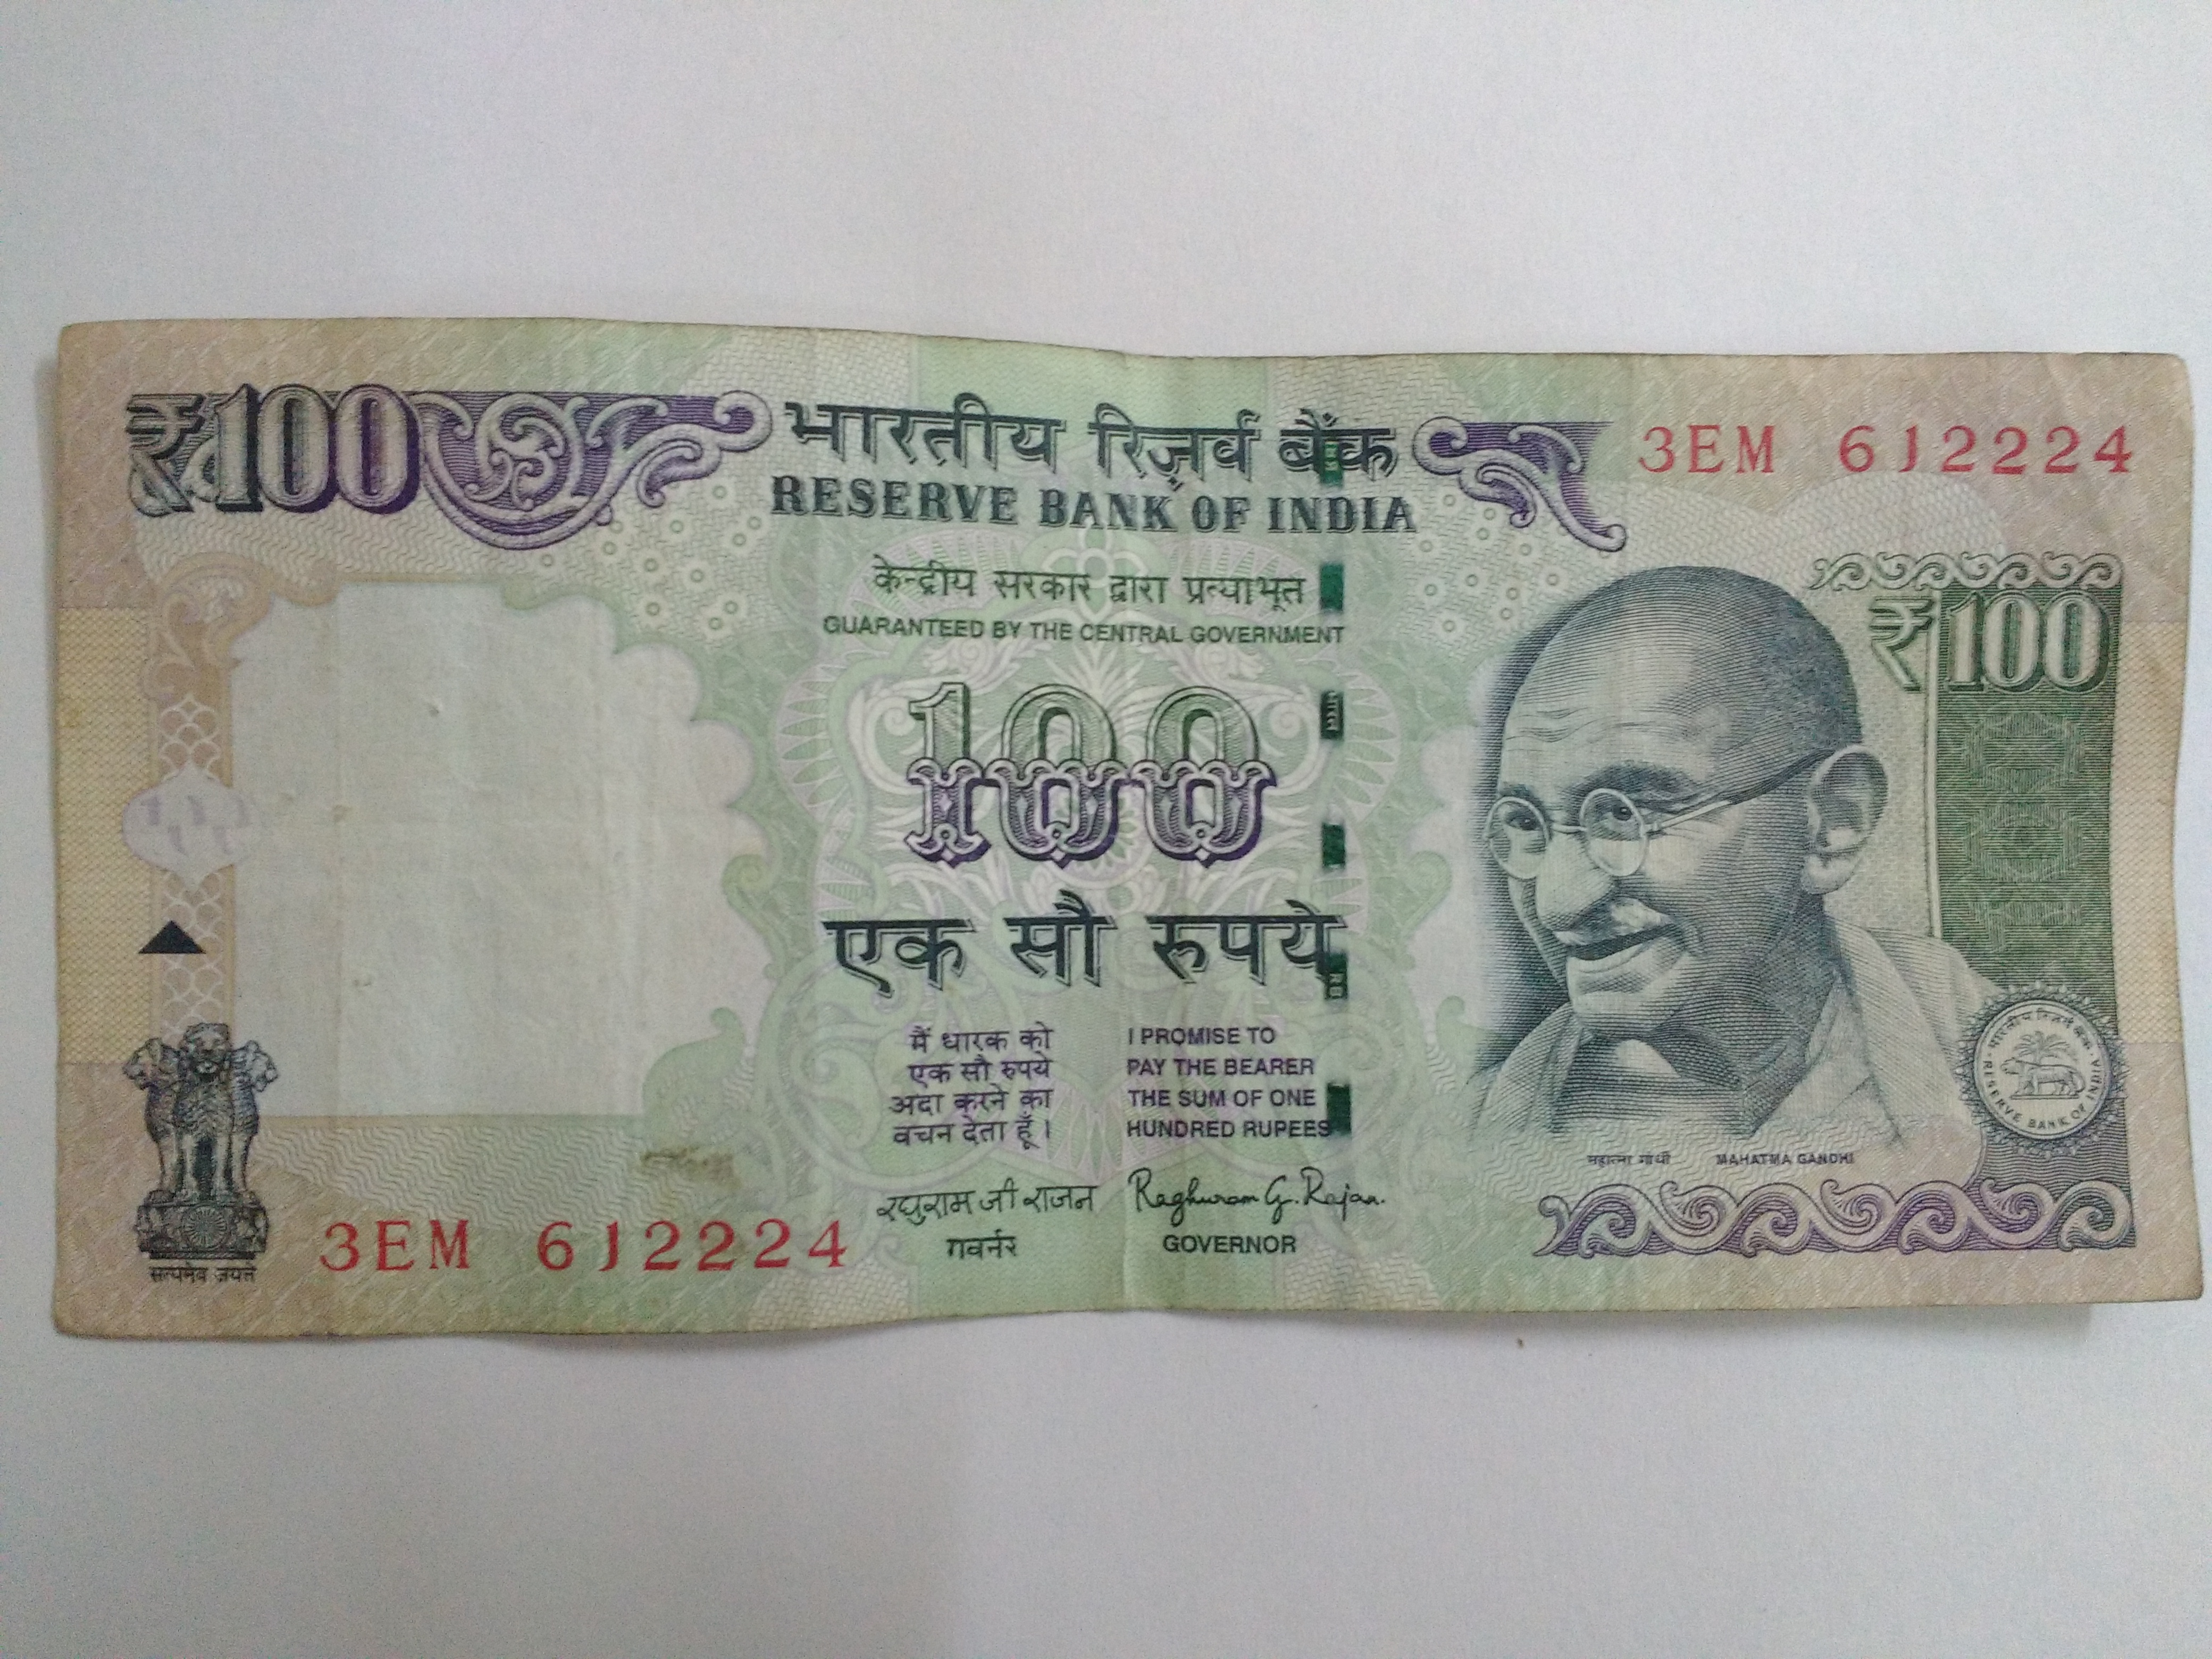 ₹100
भारतीय रिज़र्व बैंक
RESERVE BANK OF INDIA
3EM 612224
केन्द्रीय सरकार द्वारा प्रत्याभूत
GUARANTEED BY THE CENTRAL GOVERNMENT
₹100
100
एक सौ रुपये
मैं धारक को
एक सौ रुपये
अदा करने का
वचन देता हूँ।
I PROMISE TO
PAY THE BEARER
THE SUM OF ONE
HUNDRED RUPEES
रघुराम जी राजन
गवर्नर
Raghuram G. Rajan.
GOVERNOR
महात्मा गांधी MAHATMA GANDHI
भारतीय रिज़र्व बैंक
RESERVE BANK OF INDIA
सत्यमेव जयते
3EM 612224